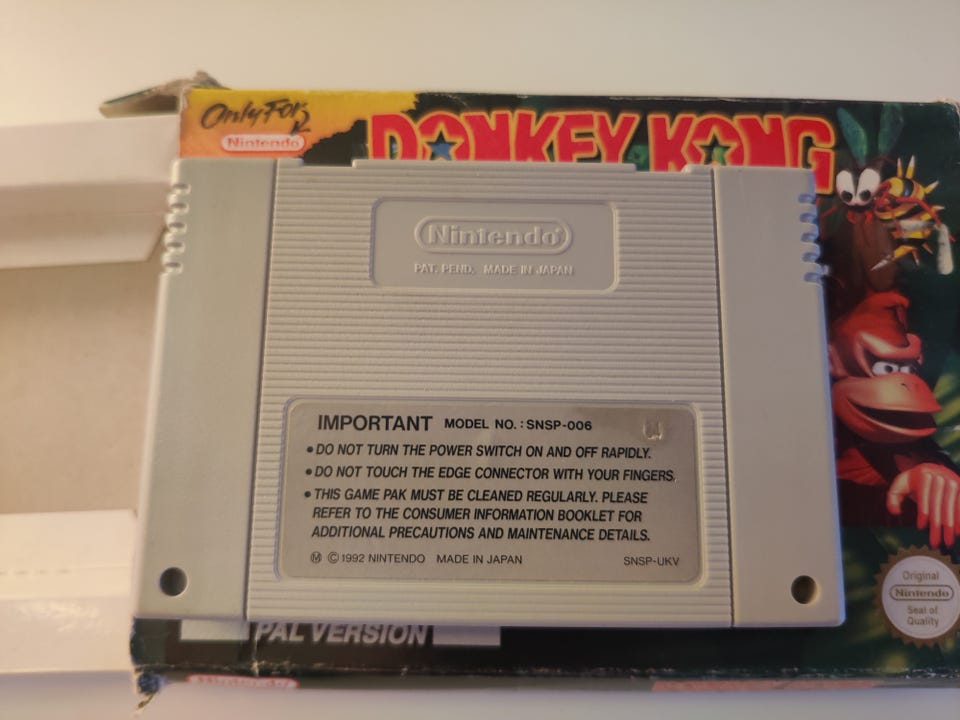 Only For
Nintendo
DONKEY KONG
Nintendo®
PAT. PEND. MADE IN JAPAN
IMPORTANT MODEL NO. : SNSP-006
• DO NOT TURN THE POWER SWITCH ON AND OFF RAPIDLY.
• DO NOT TOUCH THE EDGE CONNECTOR WITH YOUR FINGERS.
• THIS GAME PAK MUST BE CLEANED REGULARLY. PLEASE
REFER TO THE CONSUMER INFORMATION BOOKLET FOR
ADDITIONAL PRECAUTIONS AND MAINTENANCE DETAILS.
Ⓜ © 1992 NINTENDO MADE IN JAPAN SNSP-UKV
Original
Nintendo
Seal of
Quality
PAL VERSION
Nintendo